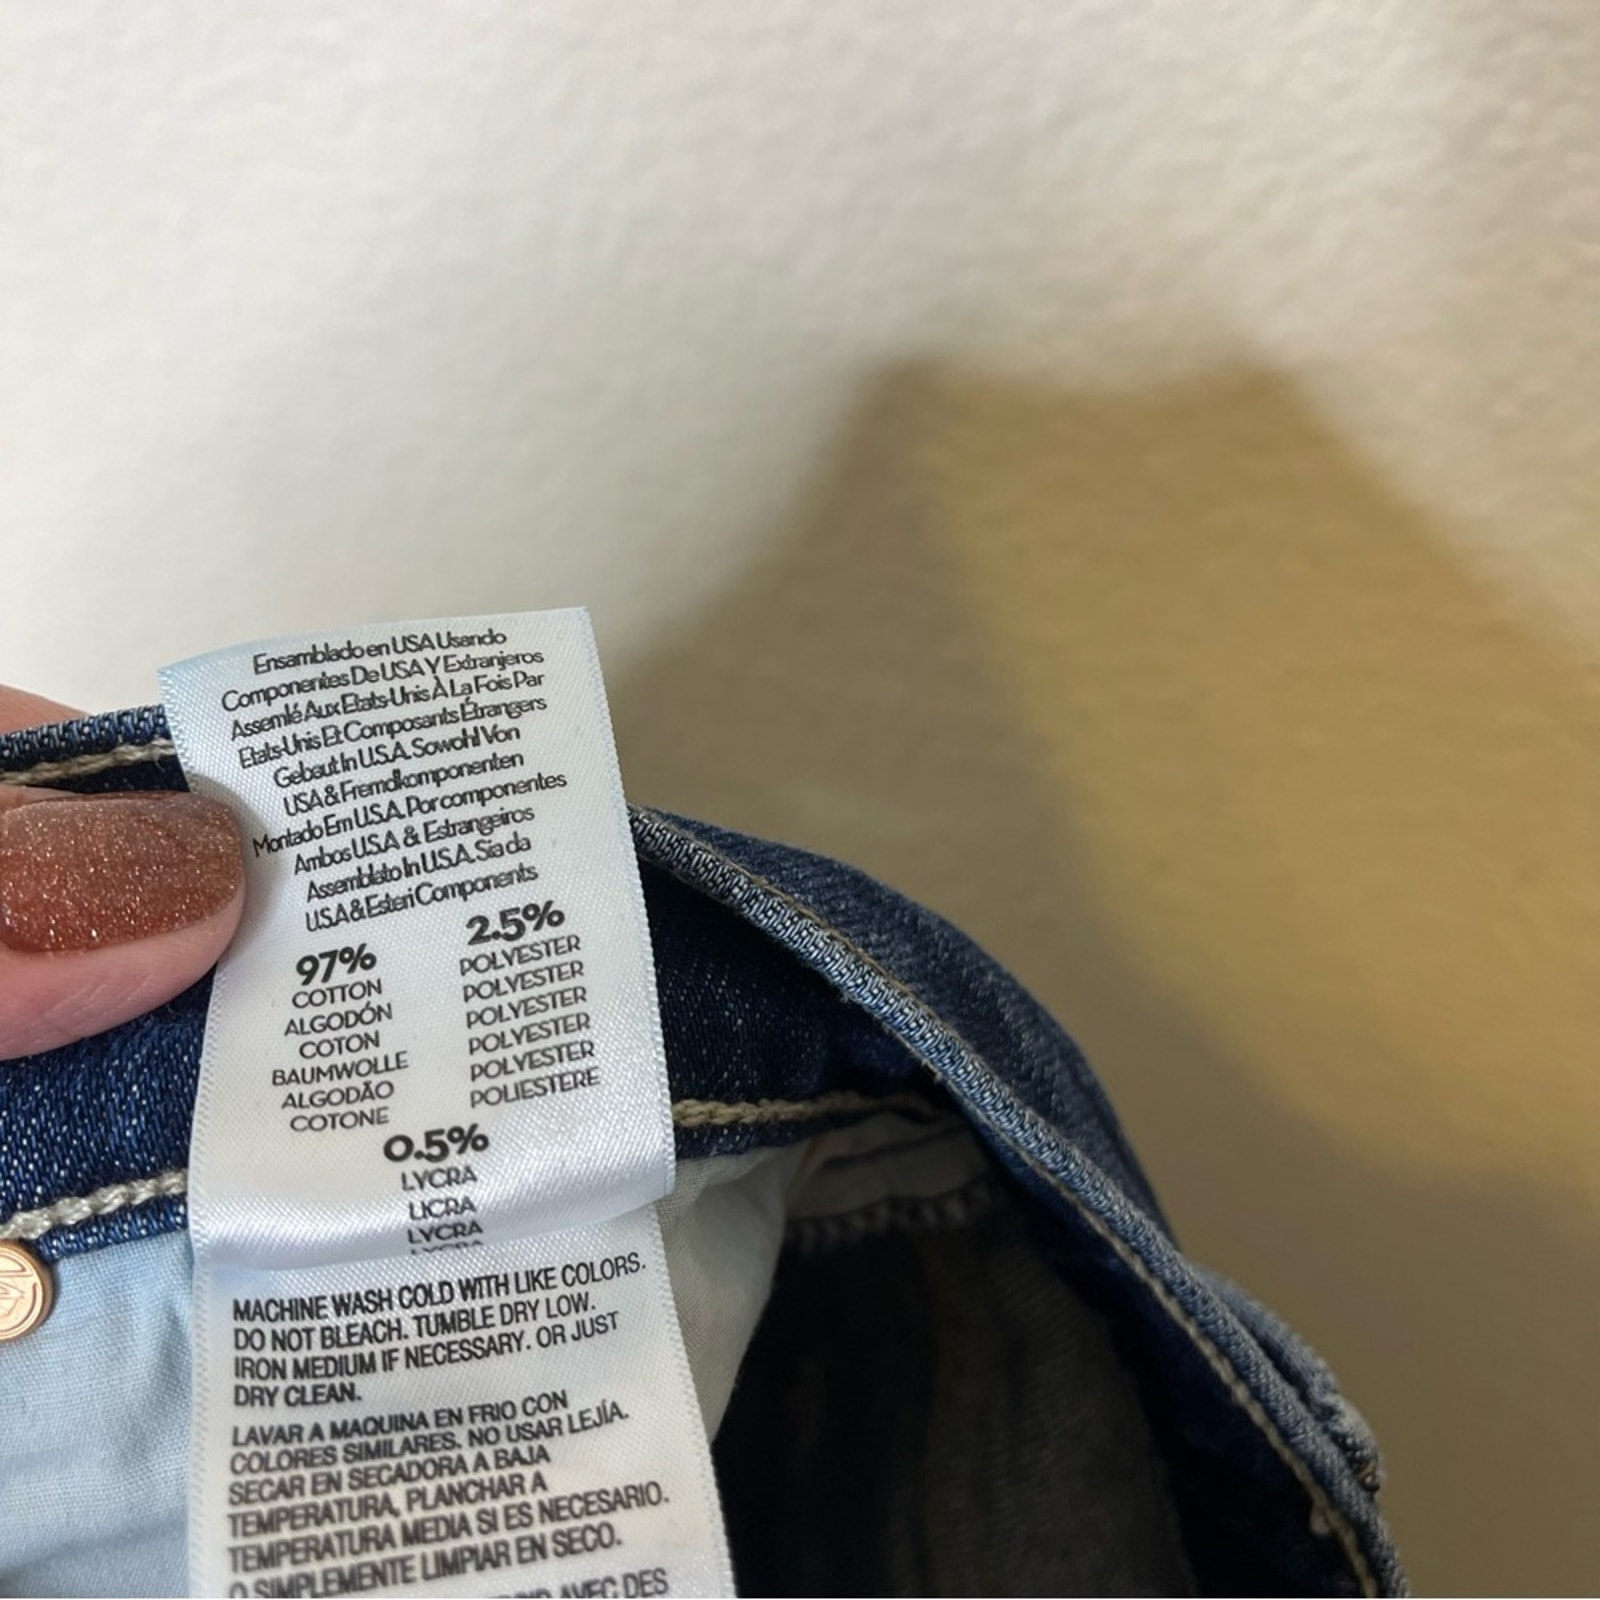 Ensamblado en USA Usando
Componentes De USA Y Extranjeros
Assemlé Aux Etats-Unis À La Fois Par
Etats-Unis Et Composants Étrangers
Gebaut In U.S.A. Sowohl Von
USA & Fremdkomponenten
Montado Em U.S.A. Por componentes
Ambos U.S.A & Estrangeiros
Assemblato In U.S.A. Sia da
U.S.A & Esteri Components
97%
COTTON
ALGODÓN
COTON
BAUMWOLLE
ALGODÃO
COTONE
2.5%
POLYESTER
POLYESTER
POLYESTER
POLYESTER
POLYESTER
POLIESTERE
0.5%
LYCRA
LICRA
LYCRA
LYCRA
MACHINE WASH COLD WITH LIKE COLORS.
DO NOT BLEACH. TUMBLE DRY LOW.
IRON MEDIUM IF NECESSARY. OR JUST
DRY CLEAN.
LAVAR A MAQUINA EN FRIO CON
COLORES SIMILARES. NO USAR LEJÍA.
SECAR EN SECADORA A BAJA
TEMPERATURA, PLANCHAR A
TEMPERATURA MEDIA SI ES NECESARIO.
O SIMPLEMENTE LIMPIAR EN SECO.
AVEC DES